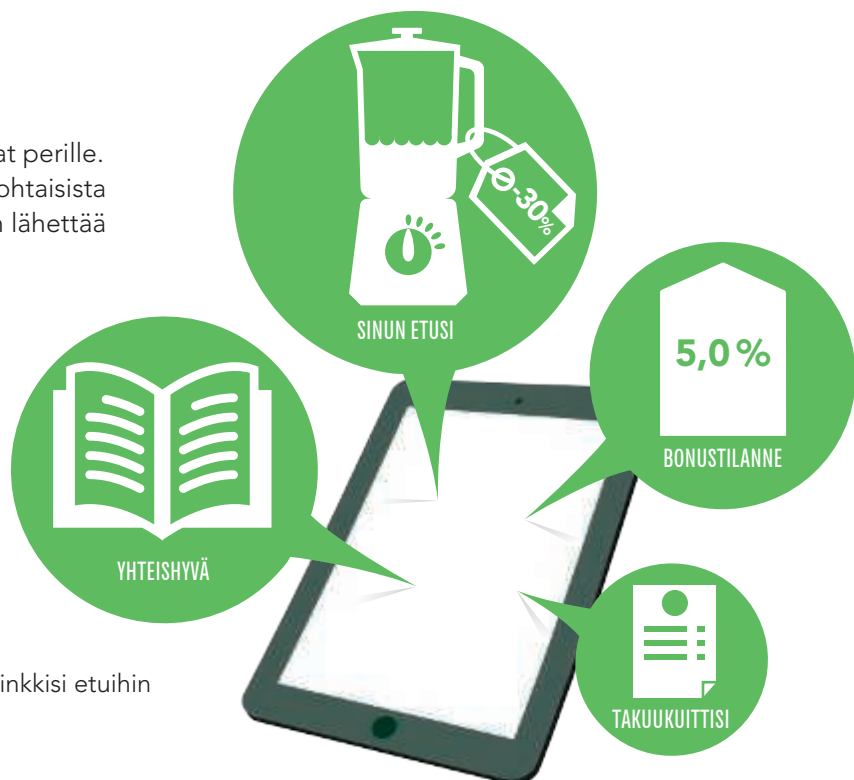 at perille.
ohtaisista
lähettää
-30%
SINUN ETUSI
5,0 %
BONUSTILANNE
YHTEISHYVÄ
inkkisi etuihin
TAKUUKUITTISI